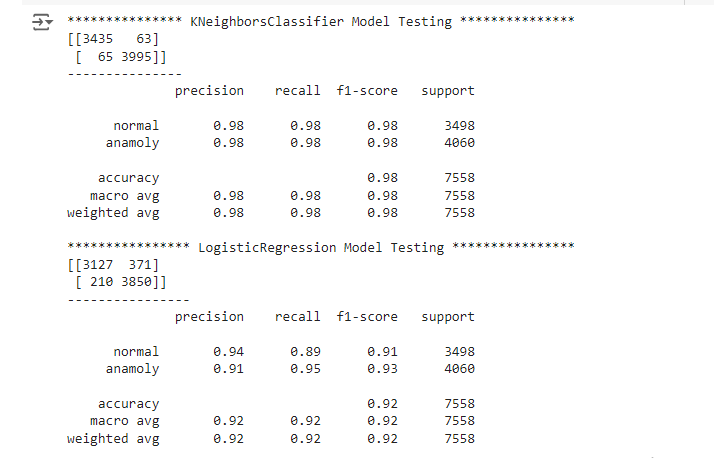 *************** KNeighborsClassifier Model Testing ***************
[[3435   63]
 [  65 3995]]
---------------
              precision    recall  f1-score   support

      normal       0.98      0.98      0.98      3498
     anamoly       0.98      0.98      0.98      4060

    accuracy                           0.98      7558
   macro avg       0.98      0.98      0.98      7558
weighted avg       0.98      0.98      0.98      7558

**************** LogisticRegression Model Testing ****************
[[3127  371]
 [ 210 3850]]
----------------
              precision    recall  f1-score   support

      normal       0.94      0.89      0.91      3498
     anamoly       0.91      0.95      0.93      4060

    accuracy                           0.92      7558
   macro avg       0.92      0.92      0.92      7558
weighted avg       0.92      0.92      0.92      7558